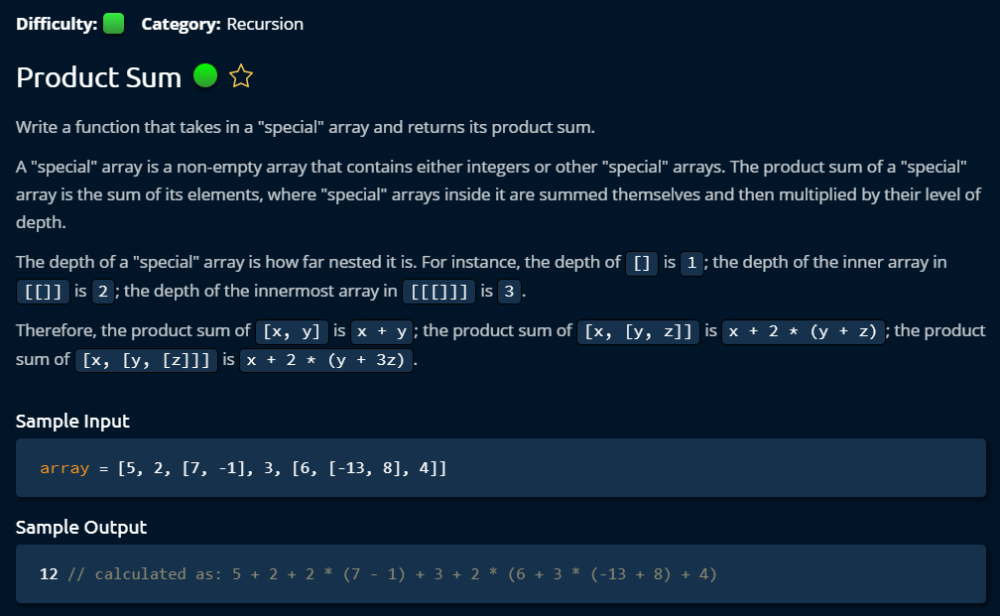 Difficulty: Category: Recursion
Product Sum
Write a function that takes in a "special" array and returns its product sum.
A "special" array is a non-empty array that contains either integers or other "special" arrays. The product sum of a "special"
array is the sum of its elements, where "special" arrays inside it are summed themselves and then multiplied by their level of
depth.
The depth of a "special" array is how far nested it is. For instance, the depth of [] is 1; the depth of the inner array in
[[]] is 2; the depth of the innermost array in [[[]]] is 3.
Therefore, the product sum of [x, y] is x + y; the product sum of [x, [y, z]] is x + 2 * (y + z); the product
sum of [x, [y, [z]]] is x + 2 * (y + 3z).
Sample Input
array = [5, 2, [7, -1], 3, [6, [-13, 8], 4]]
Sample Output
12 // calculated as: 5 + 2 + 2 * (7 - 1) + 3 + 2 * (6 + 3 * (-13 + 8) + 4)